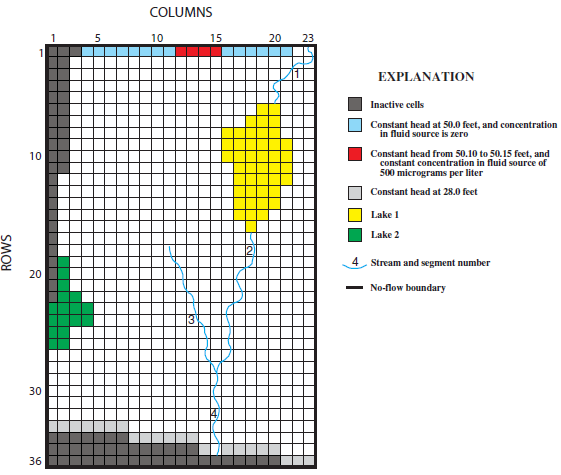 COLUMNS
1 5 10 15 20 23
1
10
20
30
36
ROWS
1
2
3
4
EXPLANATION
Inactive cells
Constant head at 50.0 feet, and concentration
in fluid source is zero
Constant head from 50.10 to 50.15 feet, and
constant concentration in fluid source of
500 micrograms per liter
Constant head at 28.0 feet
Lake 1
Lake 2
4 Stream and segment number
No-flow boundary